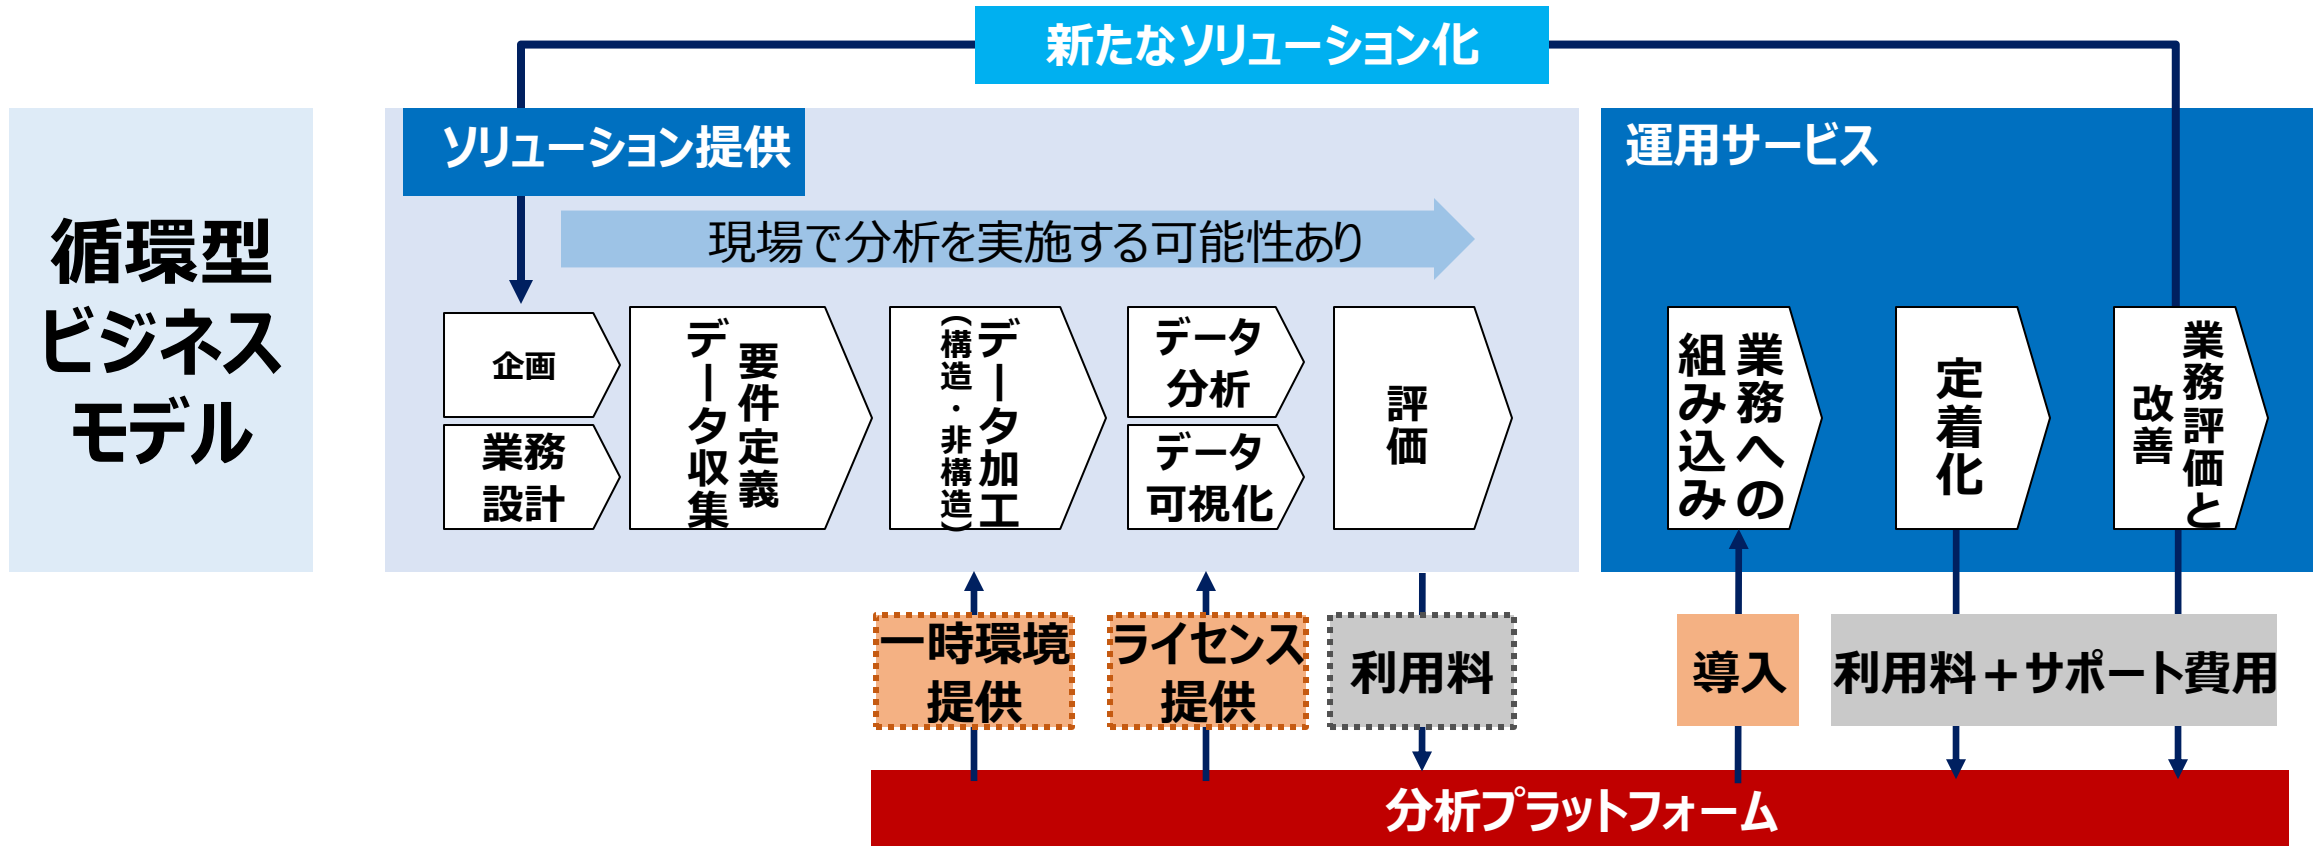 新たなソリューション化
循環型
ビジネス
モデル
ソリューション提供
現場で分析を実施する可能性あり
企画
業務
設計
要件定義
データ収集
データ加工
（構造・非構造）
データ
分析
データ
可視化
評価
運用サービス
業務への
組み込み
定着化
業務評価と
改善
一時環境
提供
ライセンス
提供
利用料
導入
利用料＋サポート費用
分析プラットフォーム